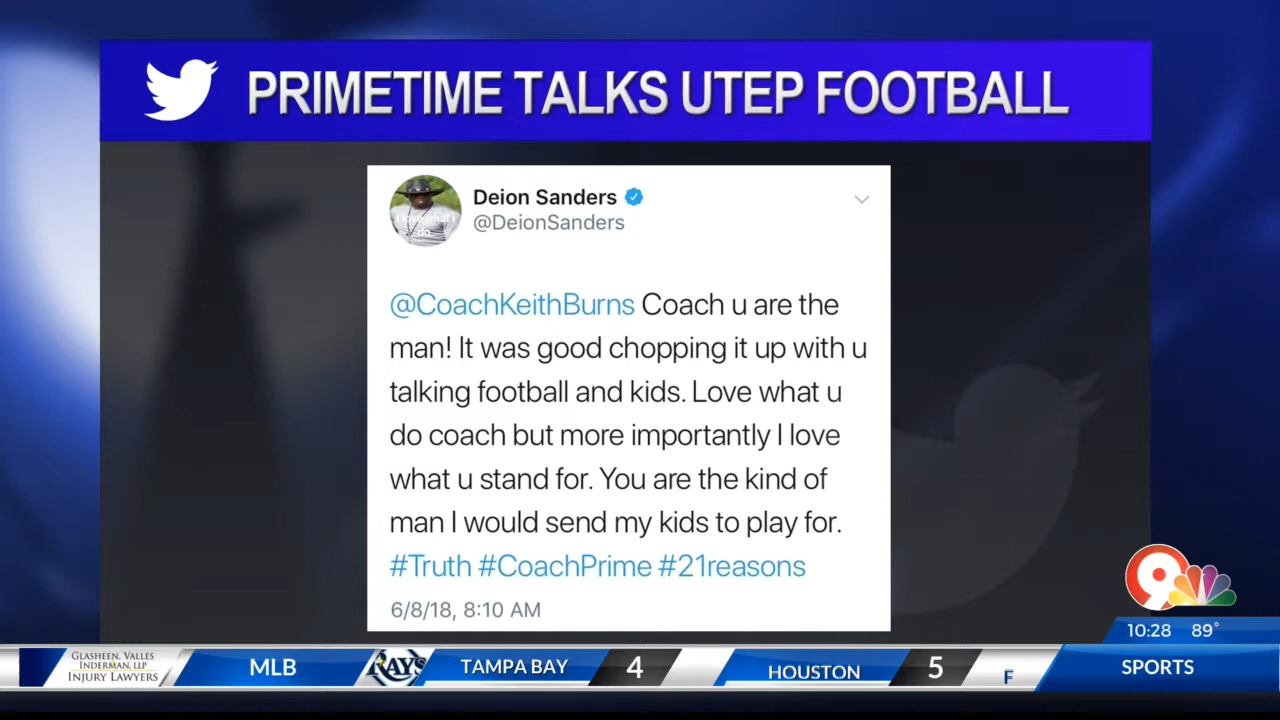 PRIMETIME TALKS UTEP FOOTBALL
Deion Sanders
@DeionSanders
@CoachKeithBurns Coach u are the
man! It was good chopping it up with u
talking football and kids. Love what u
do coach but more importantly I love
what u stand for. You are the kind of
man I would send my kids to play for.
#Truth #CoachPrime #21reasons
6/8/18, 8:10 AM
9
10:28 89°
GLASHEEN, VALLES
INDERMAN, LLP
INJURY LAWYERS
MLB
RAYS
TAMPA BAY 4
HOUSTON 5
F
SPORTS